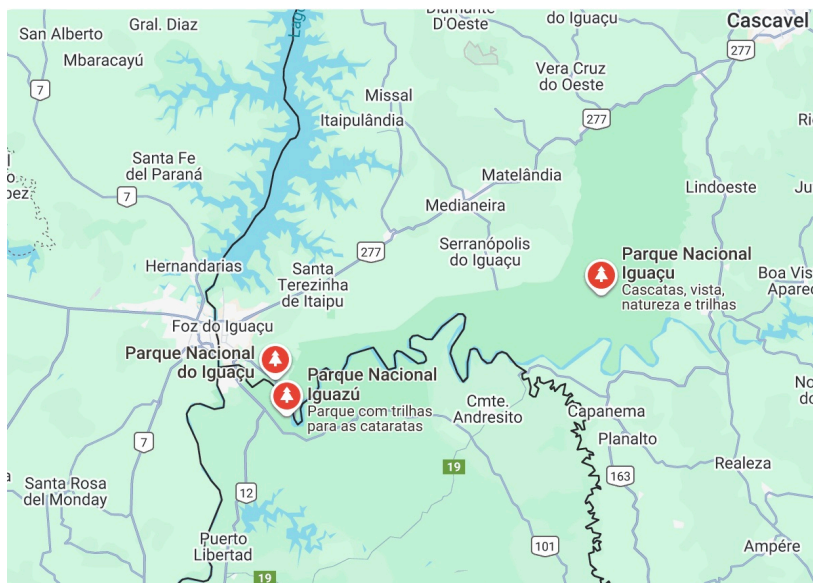 Gral. Diaz
San Alberto
Mbaracayú
7
Diamante
D'Oeste
do Iguaçu
Cascavel
277
Vera Cruz
do Oeste
Missal
Itaipulândia
277
Santa Fe
del Paraná
7
Matelândia
Lindoeste
Medianeira
277
Serranópolis
do Iguaçu
Hernandarias
Santa
Terezinha
de Itaipu
Parque Nacional
Iguaçu
Cascatas, vista,
natureza e trilhas
Boa Vis
Apare
Foz do Iguaçu
Parque Nacional
do Iguaçu
Parque Nacional
Iguazú
Parque com trilhas
para as cataratas
Cmte.
Andresito
Capanema
Planalto
7
19
163
Realeza
Santa Rosa
del Monday
12
Puerto
Libertad
101
Ampére
19